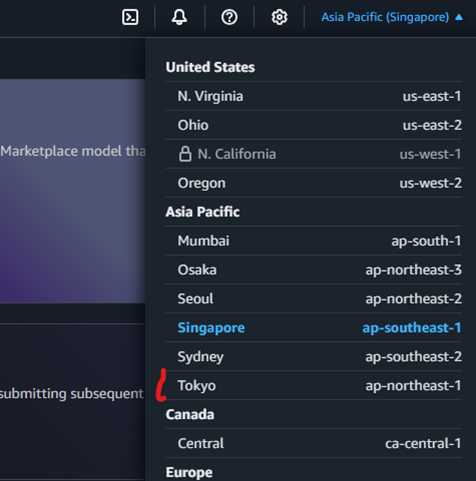 Asia Pacific (Singapore)
United States
N. Virginia us-east-1
Ohio us-east-2
N. California us-west-1
Oregon us-west-2
Asia Pacific
Mumbai ap-south-1
Osaka ap-northeast-3
Seoul ap-northeast-2
Singapore ap-southeast-1
Sydney ap-southeast-2
Tokyo ap-northeast-1
Canada
Central ca-central-1
Europe
Marketplace model tha
submitting subsequent